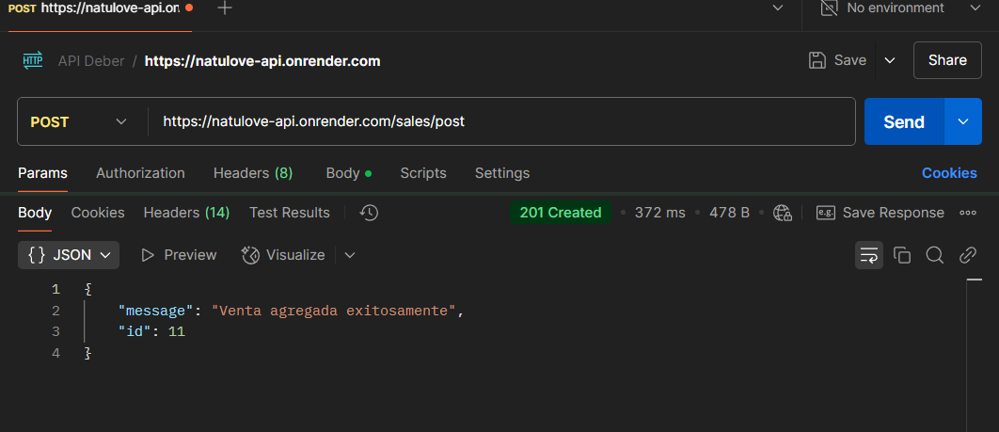 POST https://natulove-api.on
No environment
HTTP API Deber / https://natulove-api.onrender.com
Save
Share
POST
https://natulove-api.onrender.com/sales/post
Send
Params Authorization Headers (8) Body Scripts Settings Cookies
Body Cookies Headers (14) Test Results 201 Created 372 ms 478 B e.g. Save Response
{} JSON Preview Visualize
1 {
2 "message": "Venta agregada exitosamente",
3 "id": 11
4 }